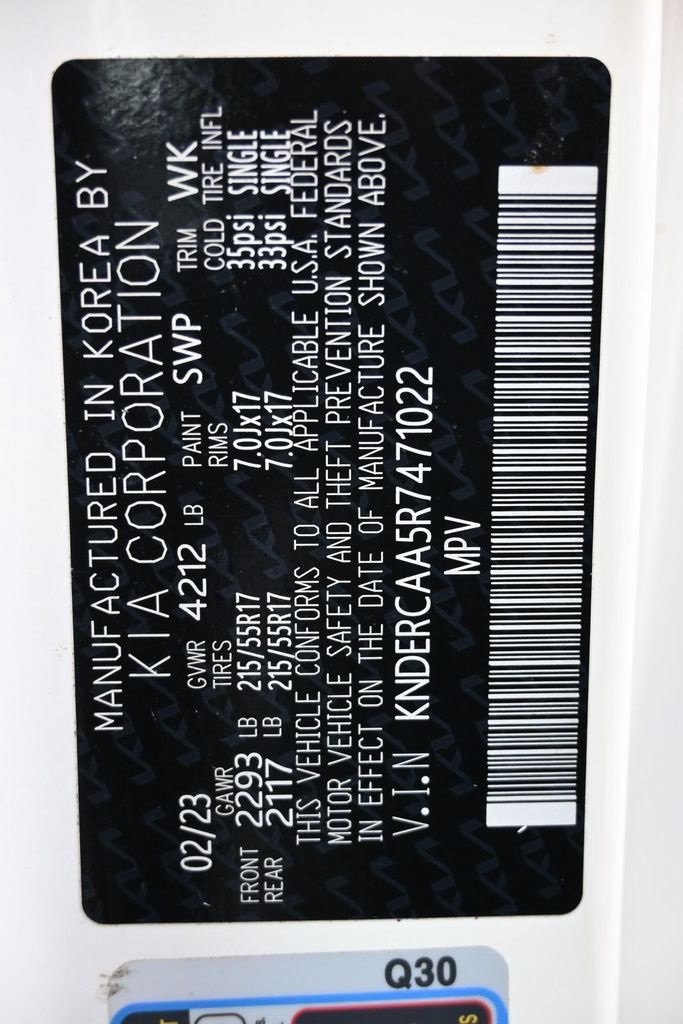 MANUFACTURED IN KOREA BY
KIA CORPORATION
02/23 GVWR 4212 LB PAINT SWP TRIM WK
GAWR TIRES RIMS COLD TIRE INFL
FRONT 2293 LB 215/55R17 7.0Jx17 35psi SINGLE
REAR 2117 LB 215/55R17 7.0Jx17 33psi SINGLE
THIS VEHICLE CONFORMS TO ALL APPLICABLE U.S.A. FEDERAL
MOTOR VEHICLE SAFETY AND THEFT PREVENTION STANDARDS
IN EFFECT ON THE DATE OF MANUFACTURE SHOWN ABOVE.
V.I.N KNDERCAA5R7471022
MPV
Q30